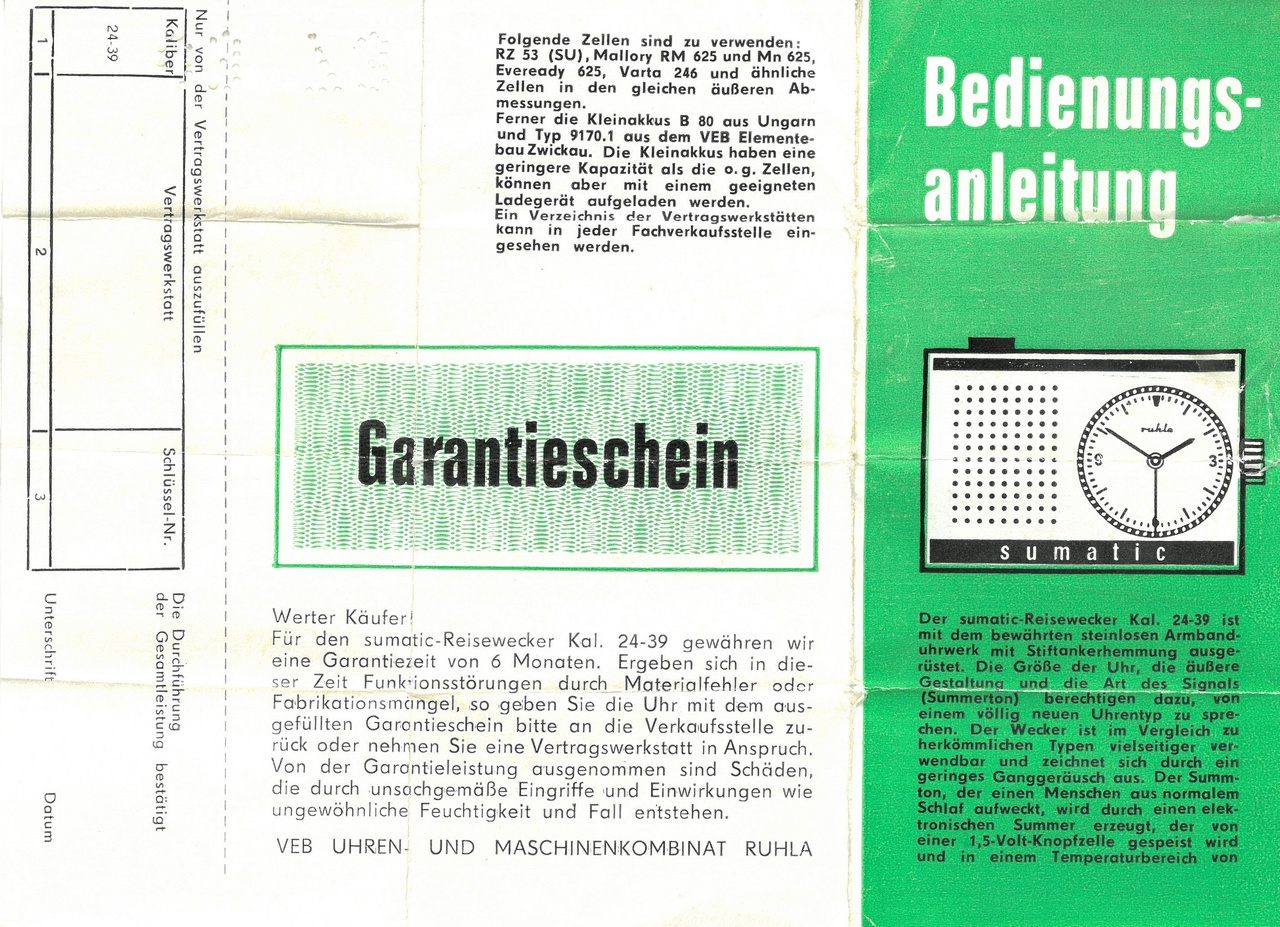 Nur von der Vertragswerkstatt auszufüllen
Kaliber
Vertragswerkstatt
Schlüssel-Nr.
24-39
1
2
3
Die Durchführung
der Gesamtleistung bestätigt
Unterschrift
Datum
Folgende Zellen sind zu verwenden:
RZ 53 (SU), Mallory RM 625 und Mn 625,
Eveready 625, Varta 246 und ähnliche
Zellen in den gleichen äußeren Ab-
messungen.
Ferner die Kleinakkus B 80 aus Ungarn
und Typ 9170.1 aus dem VEB Elemente-
bau Zwickau. Die Kleinakkus haben eine
geringere Kapazität als die o. g. Zellen,
können aber mit einem geeigneten
Ladegerät aufgeladen werden.
Ein Verzeichnis der Vertragswerkstätten
kann in jeder Fachverkaufsstelle ein-
gesehen werden.
Garantieschein
Werter Käufer!
Für den sumatic-Reisewecker Kal. 24-39 gewähren wir
eine Garantiezeit von 6 Monaten. Ergeben sich in die-
ser Zeit Funktionsstörungen durch Materialfehler oder
Fabrikationsmängel, so geben Sie die Uhr mit dem aus-
gefüllten Garantieschein bitte an die Verkaufsstelle zu-
rück oder nehmen Sie eine Vertragswerkstatt in Anspruch.
Von der Garantieleistung ausgenommen sind Schäden,
die durch unsachgemäße Eingriffe und Einwirkungen wie
ungewöhnliche Feuchtigkeit und Fall entstehen.
VEB UHREN- UND MASCHINENKOMBINAT RUHLA
Bedienungs-
anleitung
ruhla
9
3
sumatic
Der sumatic-Reisewecker Kal. 24-39 ist
mit dem bewährten steinlosen Armband-
uhrwerk mit Stiftankerhemmung ausge-
rüstet. Die Größe der Uhr, die äußere
Gestaltung und die Art des Signals
(Summerton) berechtigen dazu, von
einem völlig neuen Uhrentyp zu spre-
chen. Der Wecker ist im Vergleich zu
herkömmlichen Typen vielseitiger ver-
wendbar und zeichnet sich durch ein
geringes Ganggeräusch aus. Der Summ-
ton, der einen Menschen aus normalem
Schlaf aufweckt, wird durch einen elek-
tronischen Summer erzeugt, der von
einer 1,5-Volt-Knopfzelle gespeist wird
und in einem Temperaturbereich von